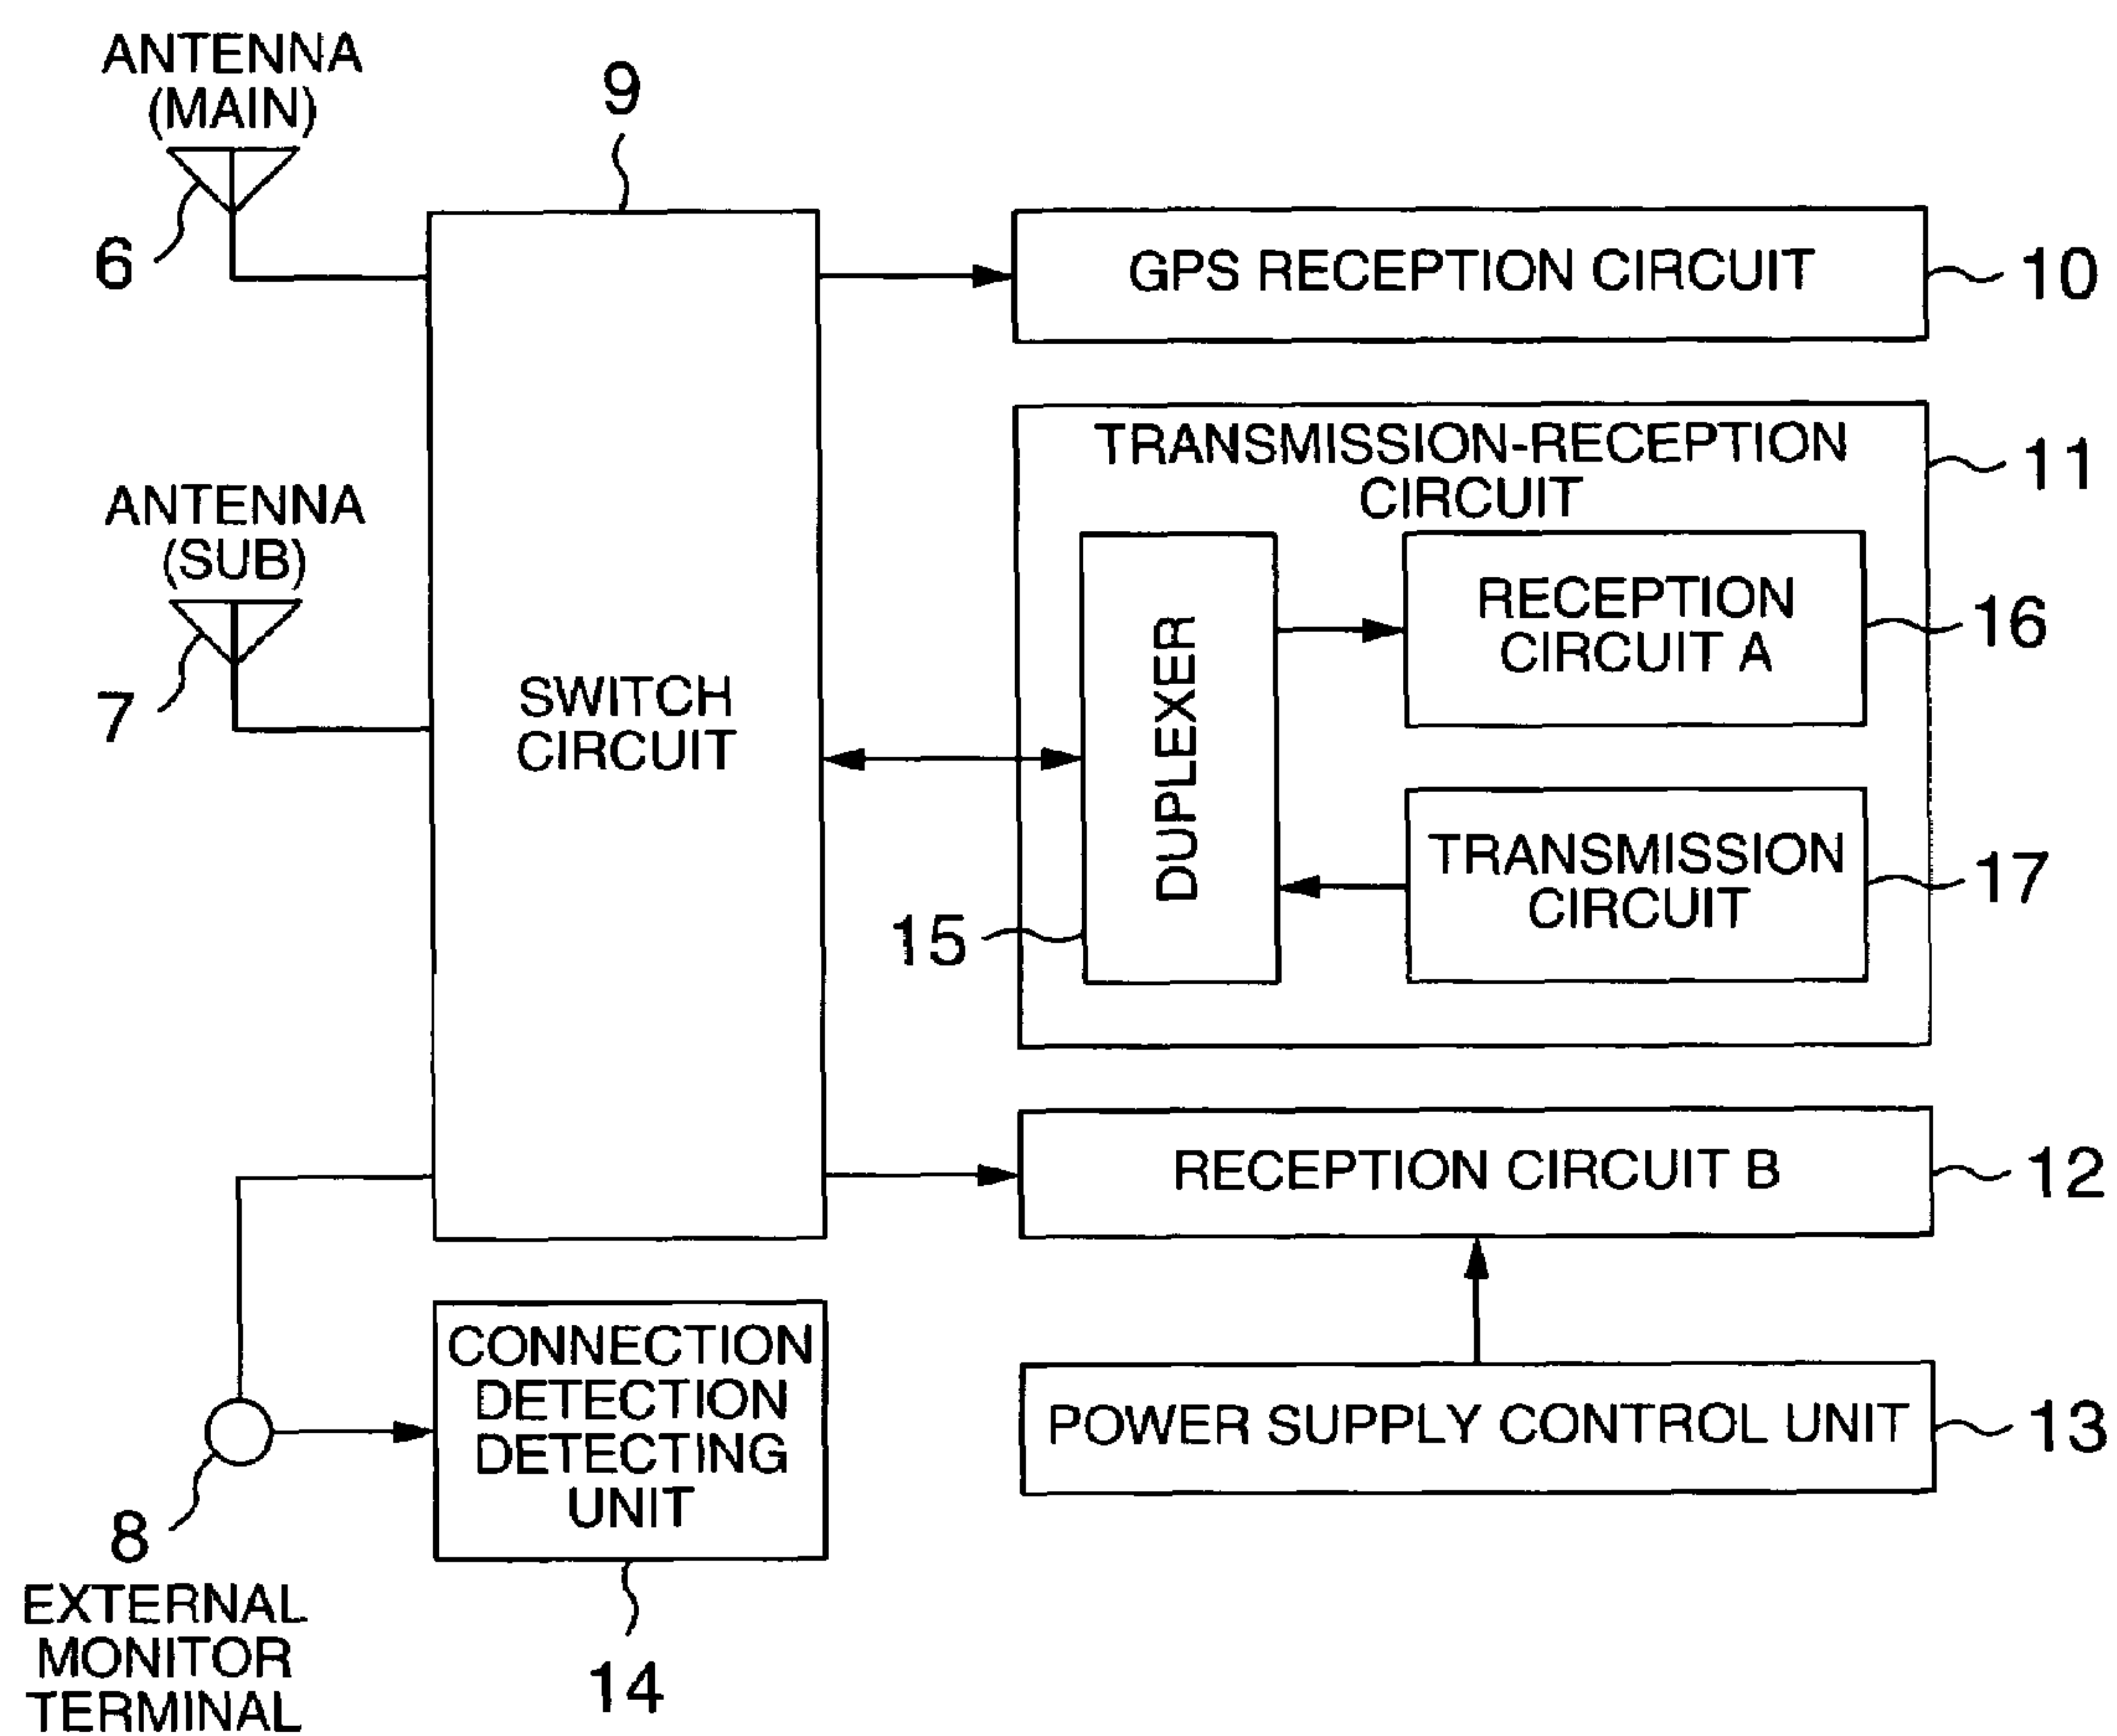 ANTENNA
(MAIN)
6
9
GPS RECEPTION CIRCUIT
10
TRANSMISSION-RECEPTION
CIRCUIT
11
ANTENNA
(SUB)
7
SWITCH
CIRCUIT
DUPLEXER
15
RECEPTION
CIRCUIT A
16
TRANSMISSION
CIRCUIT
17
RECEPTION CIRCUIT B
12
POWER SUPPLY CONTROL UNIT
13
CONNECTION
DETECTION
DETECTING
UNIT
14
8
EXTERNAL
MONITOR
TERMINAL